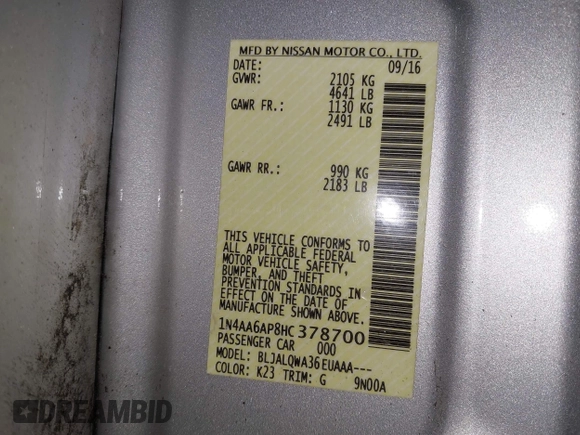 MFD BY NISSAN MOTOR CO., LTD.
DATE: 09/16
GVWR: 2105 KG
4641 LB
GAWR FR.: 1130 KG
2491 LB
GAWR RR.: 990 KG
2183 LB
THIS VEHICLE CONFORMS TO
ALL APPLICABLE FEDERAL
MOTOR VEHICLE SAFETY,
BUMPER, AND THEFT
PREVENTION STANDARDS IN
EFFECT ON THE DATE OF
MANUFACTURE SHOWN ABOVE.
1N4AA6AP8HC378700
PASSENGER CAR 000
MODEL: BLJALQWA36EUAAA---
COLOR: K23 TRIM: G 9N00A
DREAMBID